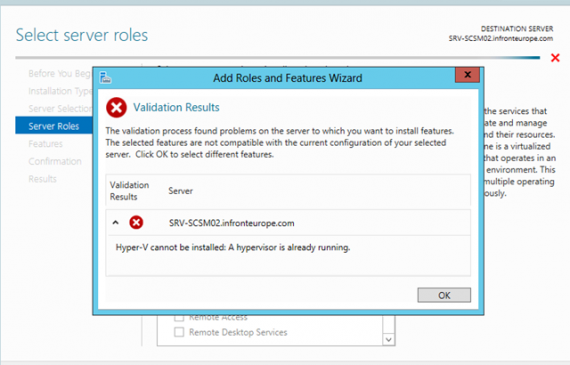 Select server roles
DESTINATION SERVER
SRV-SCSM02.infronteurope.com
Before You Beg
Installation Type
Server Selection
Server Roles
Features
Confirmation
Results
Add Roles and Features Wizard
Validation Results
The validation process found problems on the server to which you want to install features.
The selected features are not compatible with the current configuration of your selected
server. Click OK to select different features.
Validation
Results
Server
SRV-SCSM02.infronteurope.com
Hyper-V cannot be installed: A hypervisor is already running.
OK
the services that
ate and manage
nd their resources.
ne is a virtualized
that operates in an
environment. This
multiple operating
ously.
Remote Access
Remote Desktop Services